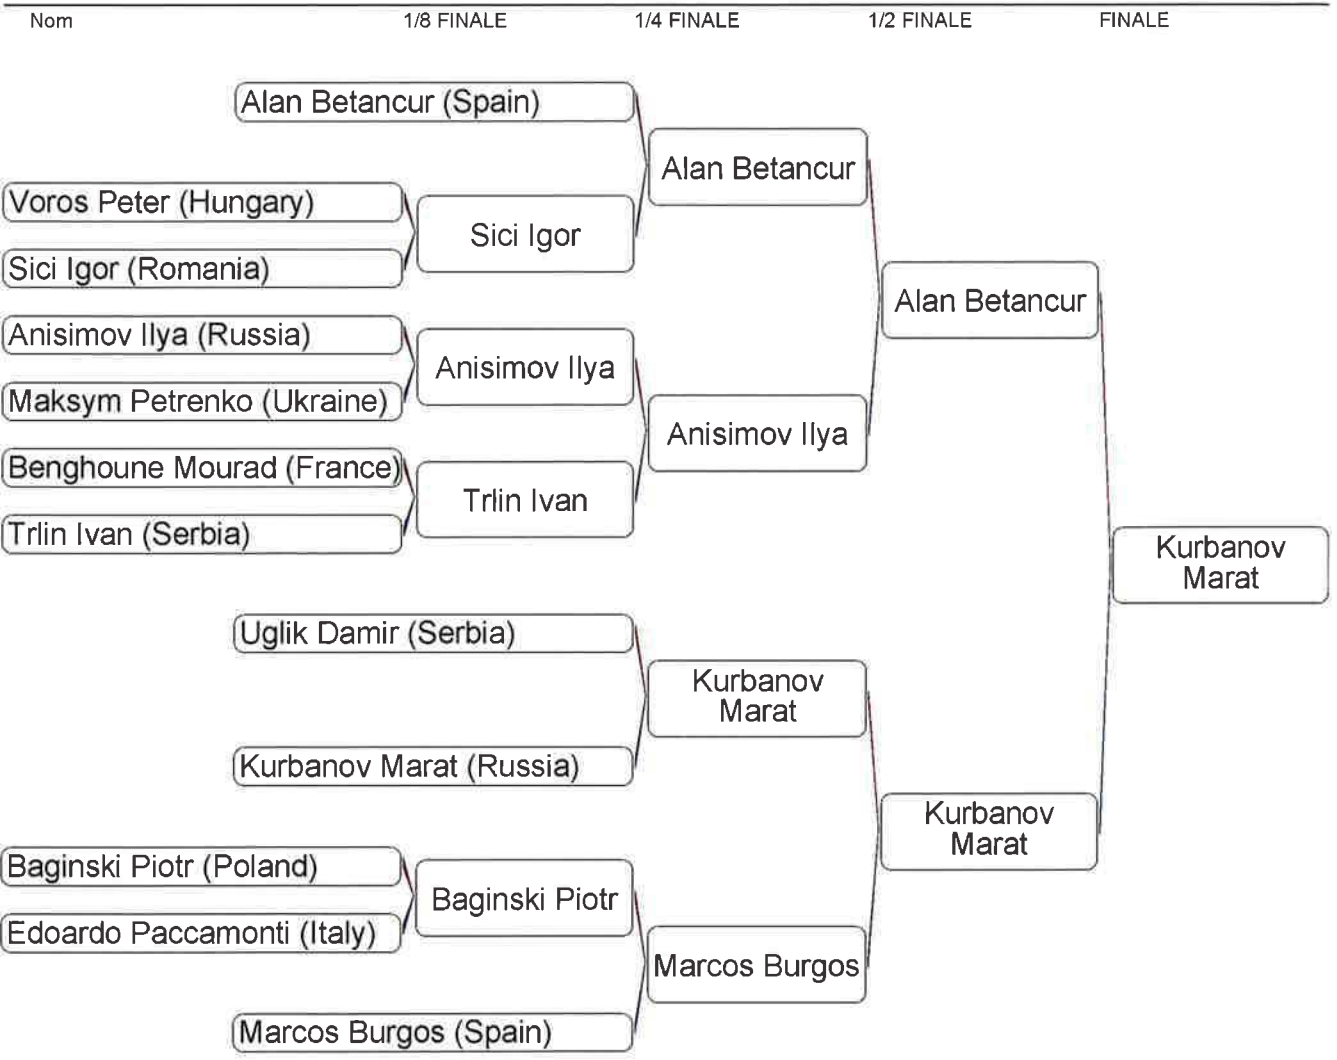 Nom 1/8 FINALE 1/4 FINALE 1/2 FINALE FINALE
Alan Betancur (Spain)
Alan Betancur
Voros Peter (Hungary)
Sici Igor
Sici Igor (Romania)
Alan Betancur
Anisimov Ilya (Russia)
Anisimov Ilya
Maksym Petrenko (Ukraine)
Anisimov Ilya
Benghoune Mourad (France)
Trlin Ivan
Trlin Ivan (Serbia)
Kurbanov
Marat
Uglik Damir (Serbia)
Kurbanov
Marat
Kurbanov Marat (Russia)
Kurbanov
Marat
Baginski Piotr (Poland)
Baginski Piotr
Edoardo Paccamonti (Italy)
Marcos Burgos
Marcos Burgos (Spain)